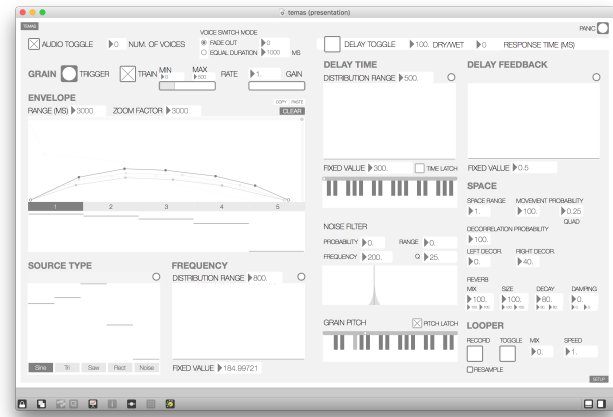 temas (presentation)
TEMAS
PANIC
VOICE SWITCH MODE
AUDIO TOGGLE 0 NUM. OF VOICES
FADE OUT 0
EQUAL DURATION 1000 MS
DELAY TOGGLE 100. DRY/WET 0 RESPONSE TIME (MS)
GRAIN TRIGGER TRAIN MIN 0 MAX 500 RATE 1. GAIN
ENVELOPE
COPY PASTE
RANGE (MS) 3000 ZOOM FACTOR 3000 CLEAR
1 2 3 4 5
SOURCE TYPE
Sine Tri Saw Rect Noise
FREQUENCY
DISTRIBUTION RANGE 800.
FIXED VALUE 184.99721
DELAY TIME
DISTRIBUTION RANGE 500.
FIXED VALUE 300. TIME LATCH
NOISE FILTER
PROBABILITY 0. RANGE 0.
FREQUENCY 200. Q 25.
GRAIN PITCH PITCH LATCH
DELAY FEEDBACK
FIXED VALUE 0.5
SPACE
SPACE RANGE MOVEMENT PROBABILITY
1. 100. 0.25
QUAD
DECORRELATION PROBABILITY
100.
LEFT DECOR. RIGHT DECOR.
0. 40.
REVERB
MIX SIZE DECAY DAMPING
100. 100. 80. 0.
LOOPER
RECORD TOGGLE MIX SPEED
0. 1.
RESAMPLE
SETUP